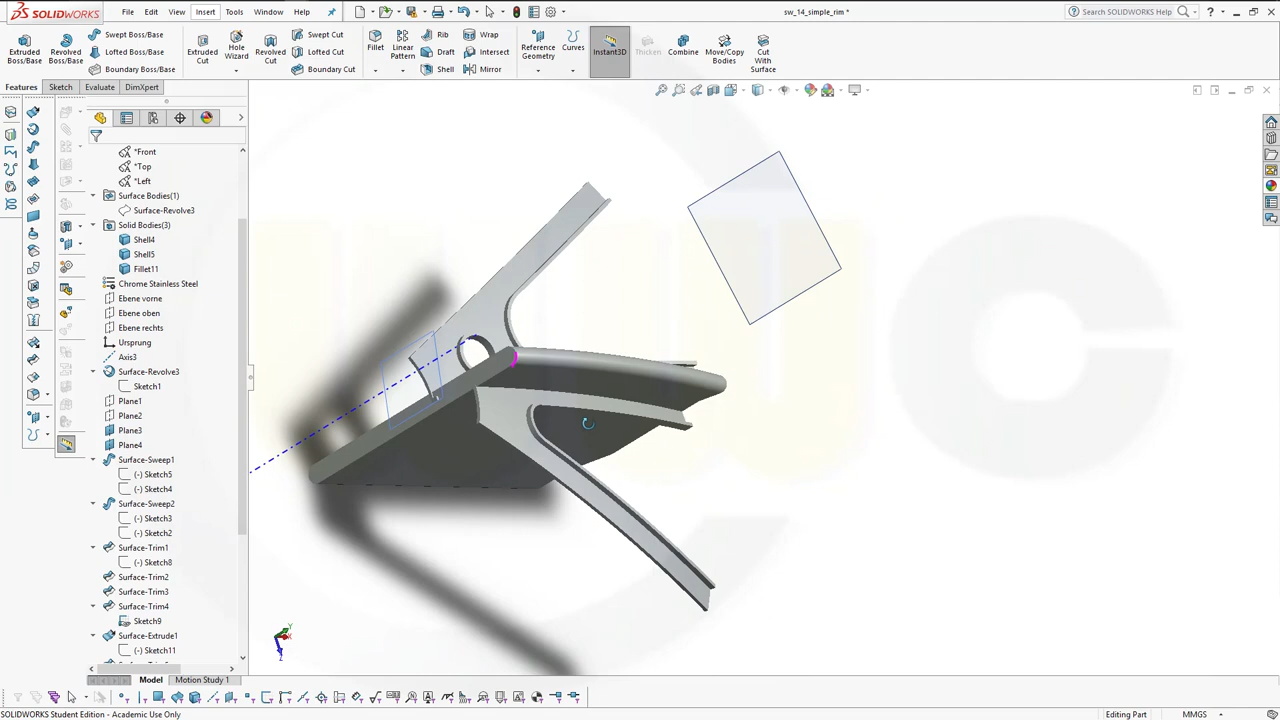 SOLIDWORKS
File
Edit
View
Insert
Tools
Window
Help
sw_14_simple_rim *
Search SOLIDWORKS Help
Extruded Boss/Base
Revolved Boss/Base
Swept Boss/Base
Lofted Boss/Base
Boundary Boss/Base
Extruded Cut
Hole Wizard
Revolved Cut
Swept Cut
Lofted Cut
Boundary Cut
Fillet
Linear Pattern
Rib
Draft
Shell
Wrap
Intersect
Mirror
Reference Geometry
Curves
Instant3D
Thicken
Combine
Move/Copy Bodies
Cut With Surface
Features
Sketch
Evaluate
DimXpert
*Front
*Top
*Left
Surface Bodies(1)
Surface-Revolve3
Solid Bodies(3)
Shell4
Shell5
Fillet11
Chrome Stainless Steel
Ebene vorne
Ebene oben
Ebene rechts
Ursprung
Axis3
Surface-Revolve3
Sketch1
Plane1
Plane2
Plane3
Plane4
Surface-Sweep1
(-) Sketch5
(-) Sketch4
Surface-Sweep2
(-) Sketch3
(-) Sketch2
Surface-Trim1
(-) Sketch8
Surface-Trim2
Surface-Trim3
Surface-Trim4
Sketch9
Surface-Extrude1
(-) Sketch11
Y
X
Z
Model
Motion Study 1
SOLIDWORKS Student Edition - Academic Use Only
Editing Part
MMGS